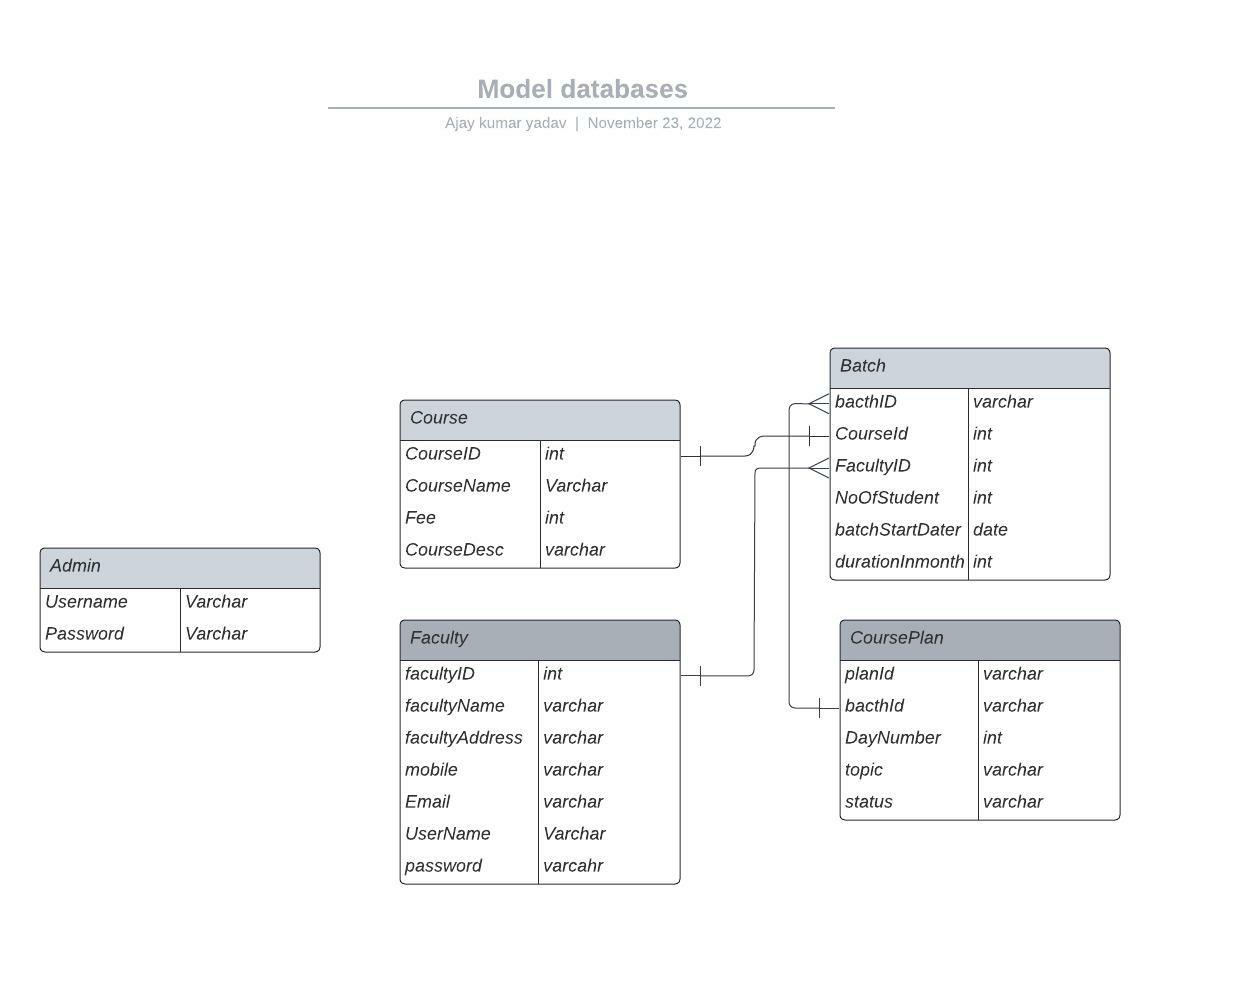 Model databases
Ajay kumar yadav | November 23, 2022
Batch
bacthID varchar
CourseId int
FacultyID int
NoOfStudent int
batchStartDater date
durationInmonth int
Course
CourseID int
CourseName Varchar
Fee int
CourseDesc varchar
Admin
Username Varchar
Password Varchar
Faculty
facultyID int
facultyName varchar
facultyAddress varchar
mobile varchar
Email varchar
UserName Varchar
password varcahr
CoursePlan
planId varchar
bacthId varchar
DayNumber int
topic varchar
status varchar